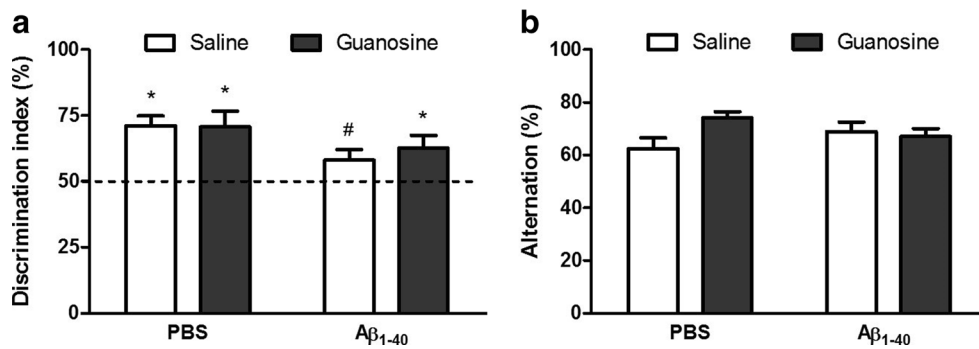 a
Saline Guanosine
Discrimination index (%)
100
75
50
25
0
* * # *
PBS Aβ1-40
b
Saline Guanosine
Alternation (%)
100
80
60
40
20
0
PBS Aβ1-40